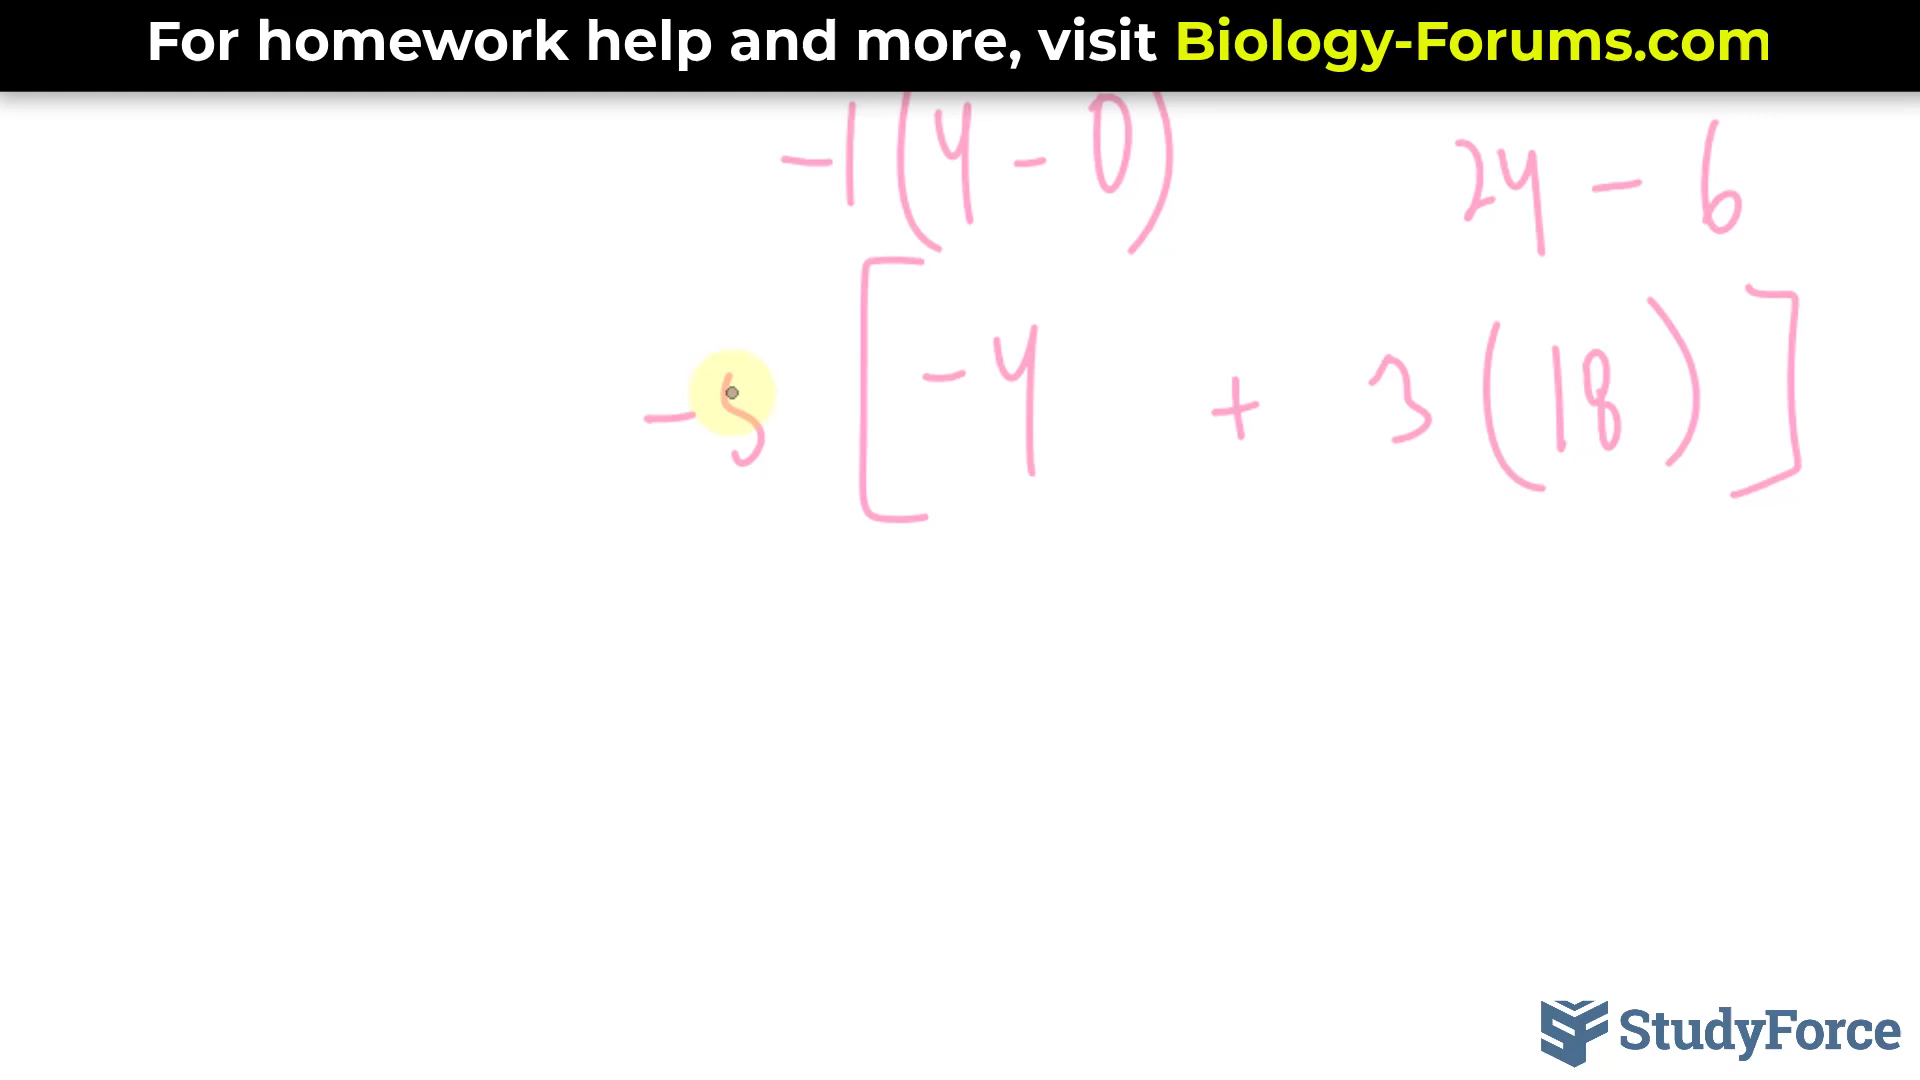 For homework help and more, visit Biology-Forums.com
-1(4-0) 24-6
-5 [-4 + 3(18)]
StudyForce